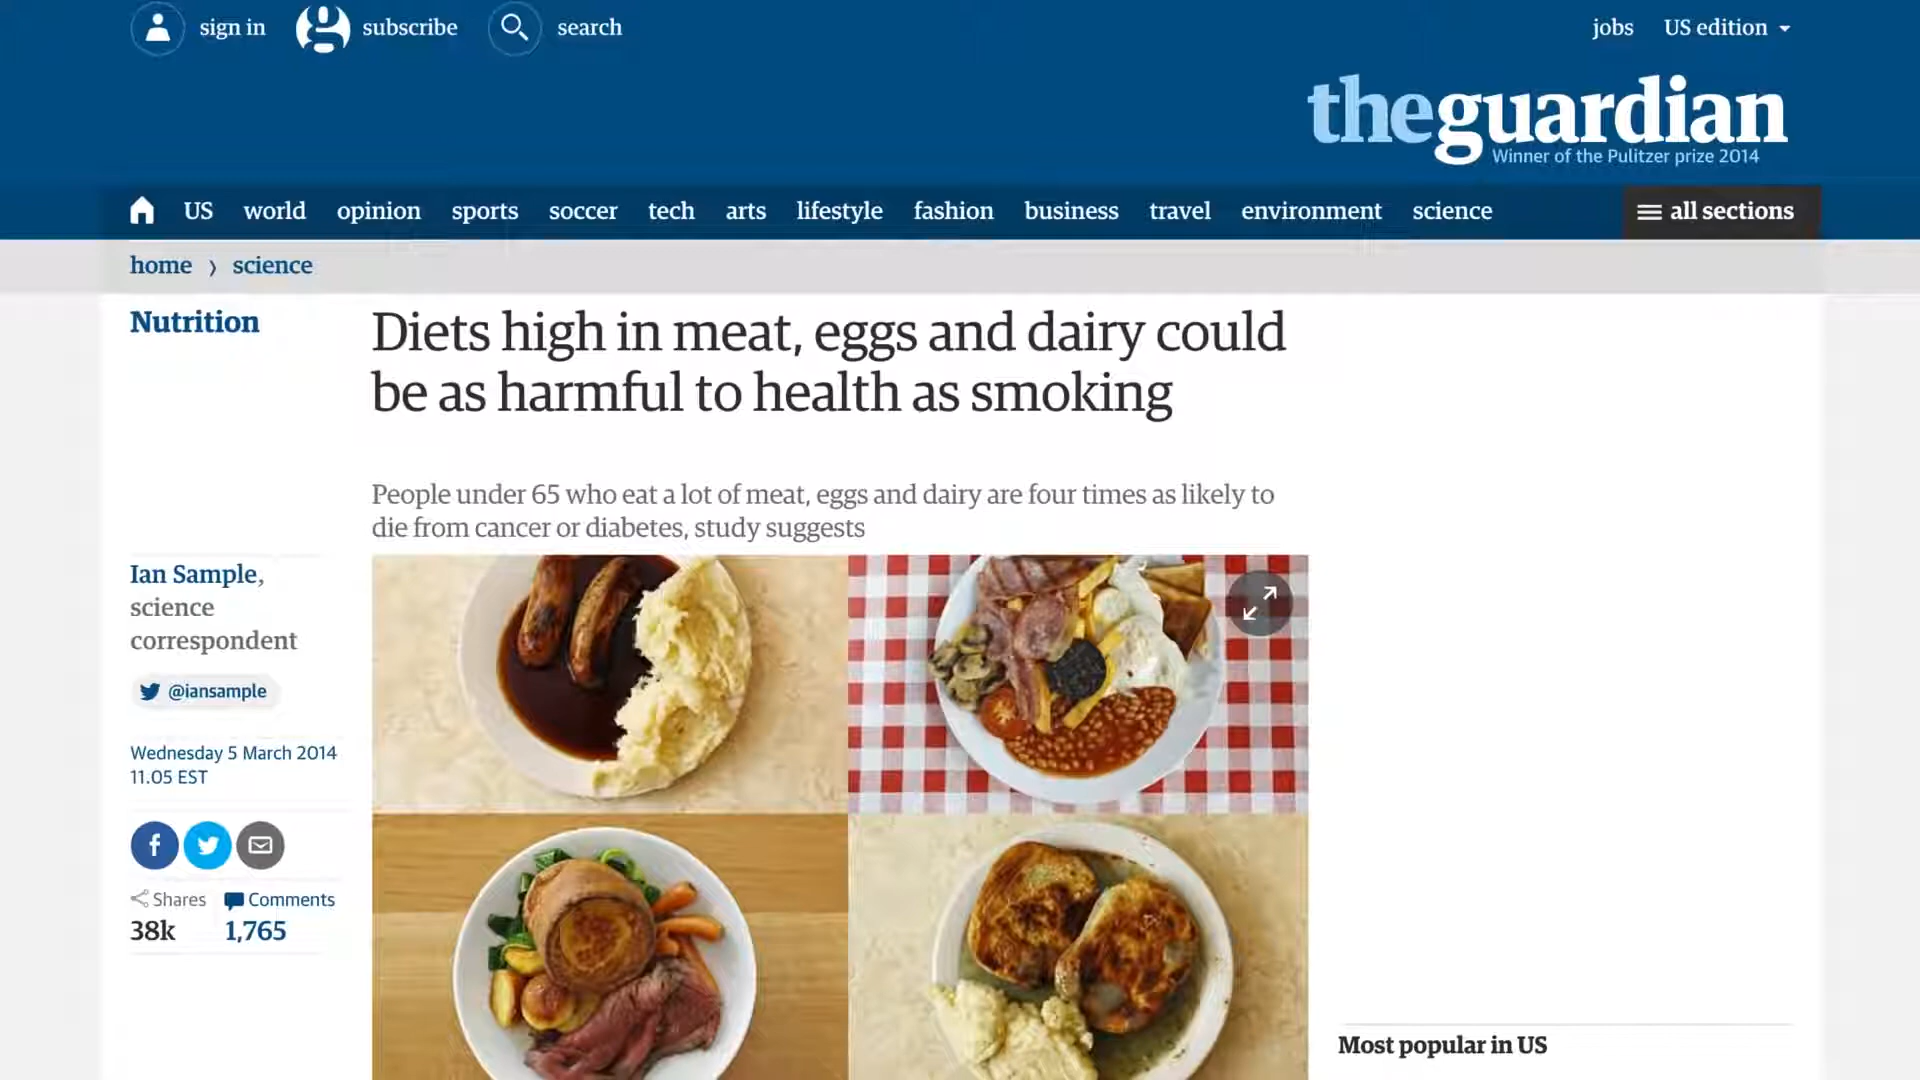 sign in
subscribe
search
jobs
US edition
theguardian
Winner of the Pulitzer prize 2014
US world opinion sports soccer tech arts lifestyle fashion business travel environment science
all sections
home › science
Nutrition
Diets high in meat, eggs and dairy could
be as harmful to health as smoking
People under 65 who eat a lot of meat, eggs and dairy are four times as likely to
die from cancer or diabetes, study suggests
Ian Sample,
science
correspondent
@iansample
Wednesday 5 March 2014
11.05 EST
Shares Comments
38k 1,765
Most popular in US